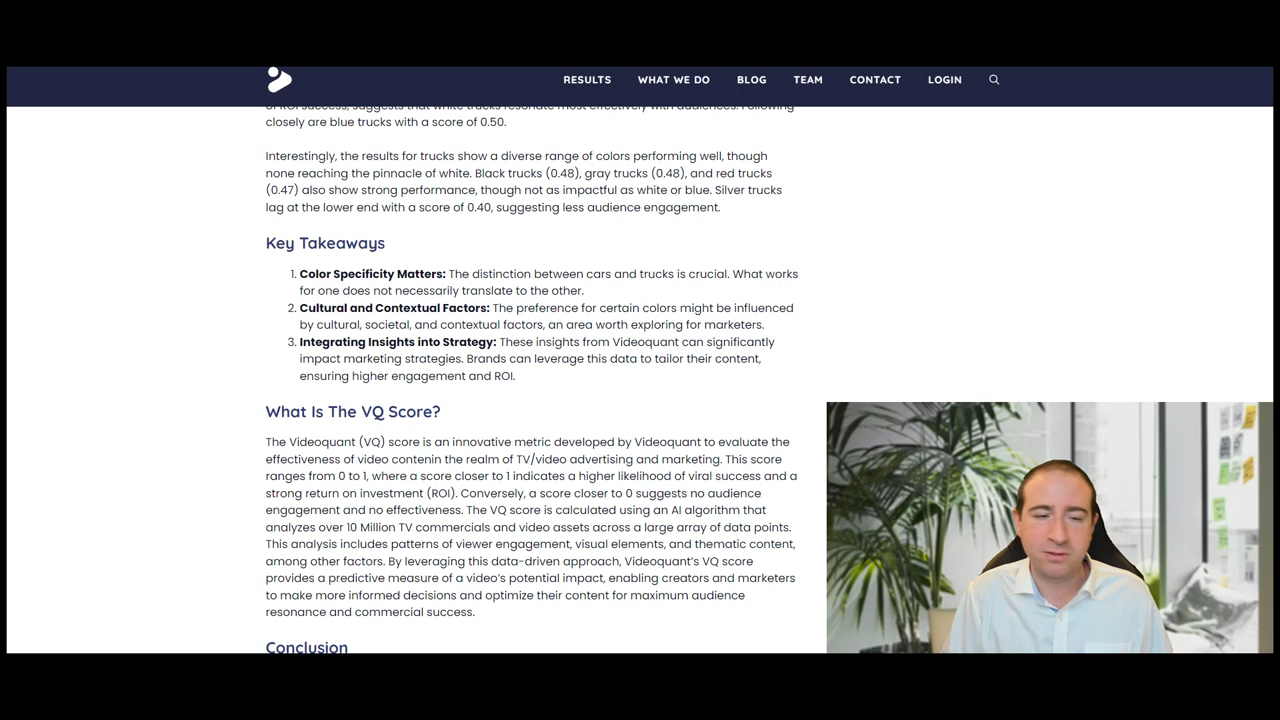 RESULTS WHAT WE DO BLOG TEAM CONTACT LOGIN
of ROI success, suggests that white trucks resonate most effectively with audiences. Following
closely are blue trucks with a score of 0.50.
Interestingly, the results for trucks show a diverse range of colors performing well, though
none reaching the pinnacle of white. Black trucks (0.48), gray trucks (0.48), and red trucks
(0.47) also show strong performance, though not as impactful as white or blue. Silver trucks
lag at the lower end with a score of 0.40, suggesting less audience engagement.
Key Takeaways
1. Color Specificity Matters: The distinction between cars and trucks is crucial. What works
for one does not necessarily translate to the other.
2. Cultural and Contextual Factors: The preference for certain colors might be influenced
by cultural, societal, and contextual factors, an area worth exploring for marketers.
3. Integrating Insights into Strategy: These insights from Videoquant can significantly
impact marketing strategies. Brands can leverage this data to tailor their content,
ensuring higher engagement and ROI.
What Is The VQ Score?
The Videoquant (VQ) score is an innovative metric developed by Videoquant to evaluate the
effectiveness of video contenin the realm of TV/video advertising and marketing. This score
ranges from 0 to 1, where a score closer to 1 indicates a higher likelihood of viral success and a
strong return on investment (ROI). Conversely, a score closer to 0 suggests no audience
engagement and no effectiveness. The VQ score is calculated using an AI algorithm that
analyzes over 10 Million TV commercials and video assets across a large array of data points.
This analysis includes patterns of viewer engagement, visual elements, and thematic content,
among other factors. By leveraging this data-driven approach, Videoquant's VQ score
provides a predictive measure of a video's potential impact, enabling creators and marketers
to make more informed decisions and optimize their content for maximum audience
resonance and commercial success.
Conclusion